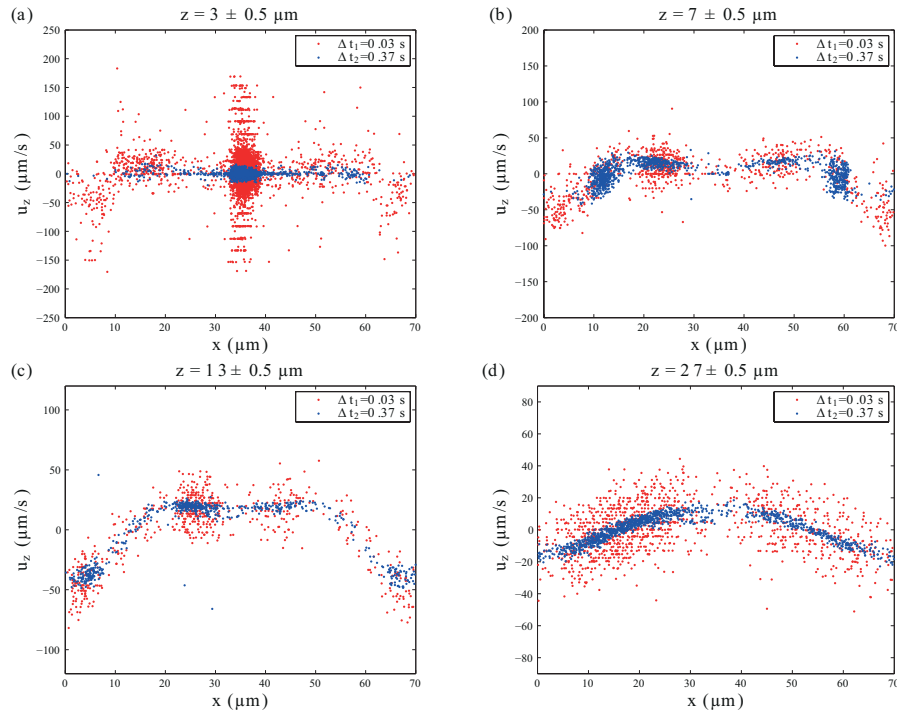 (a)
z = 3 ± 0.5 µm
250
200
150
100
50
0
−50
−100
−150
−200
−250
u_z (µm/s)
Δt₁=0.03 s
Δt₂=0.37 s
0 10 20 30 40 50 60 70
x (µm)
(b)
z = 7 ± 0.5 µm
200
150
100
50
0
−50
−100
−150
−200
u_z (µm/s)
Δt₁=0.03 s
Δt₂=0.37 s
0 10 20 30 40 50 60 70
x (µm)
(c)
z = 13 ± 0.5 µm
100
50
0
−50
−100
u_z (µm/s)
Δt₁=0.03 s
Δt₂=0.37 s
0 10 20 30 40 50 60 70
x (µm)
(d)
z = 27 ± 0.5 µm
80
60
40
20
0
−20
−40
−60
−80
u_z (µm/s)
Δt₁=0.03 s
Δt₂=0.37 s
0 10 20 30 40 50 60 70
x (µm)